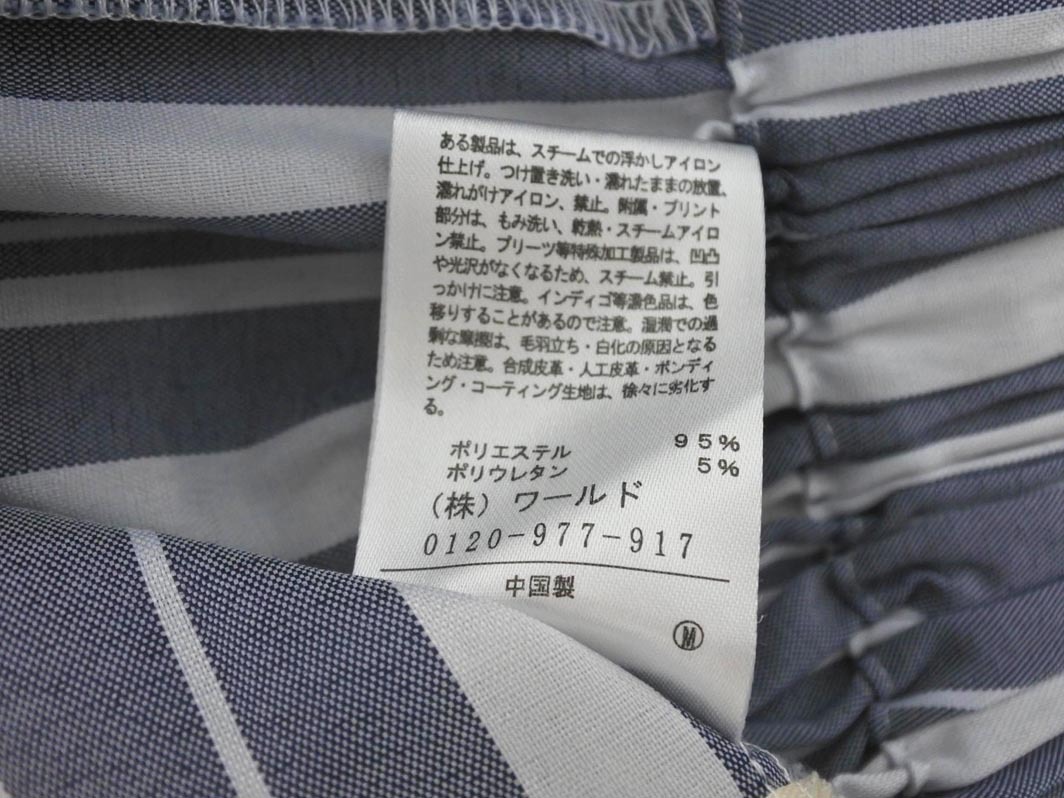 ある製品は、スチームでの浮かしアイロン
仕上げ。つけ置き洗い・濡れたままの放置、
濡れがけアイロン、禁止。附属・プリント
部分は、もみ洗い、乾熱・スチームアイロ
ン禁止。プリーツ等特殊加工製品は、凹凸
や光沢がなくなるため、スチーム禁止。引
っかけに注意。インディゴ等濃色品は、色
移りすることがあるので注意。湿潤での過
剰な摩擦は、毛羽立ち・白化の原因となる
ため注意。合成皮革・人工皮革・ボンディ
ング・コーティング生地は、徐々に劣化す
る。
ポリエステル 95%
ポリウレタン 5%
(株)ワールド
0120-977-917
中国製
Ⓜ